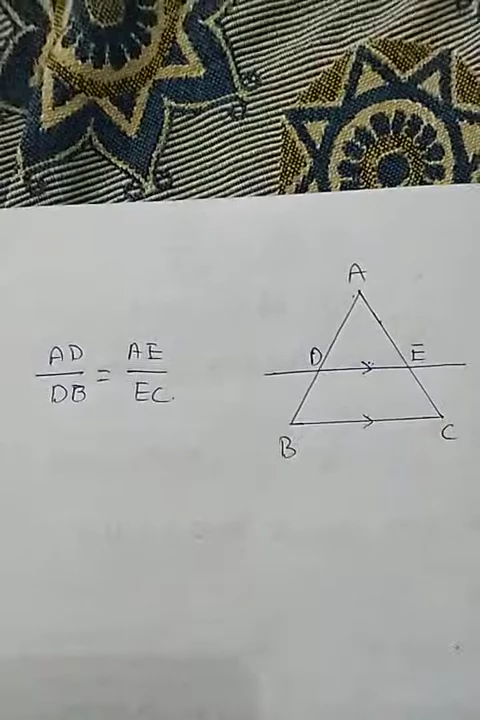 A
AD/DB = AE/EC.
D E
B C